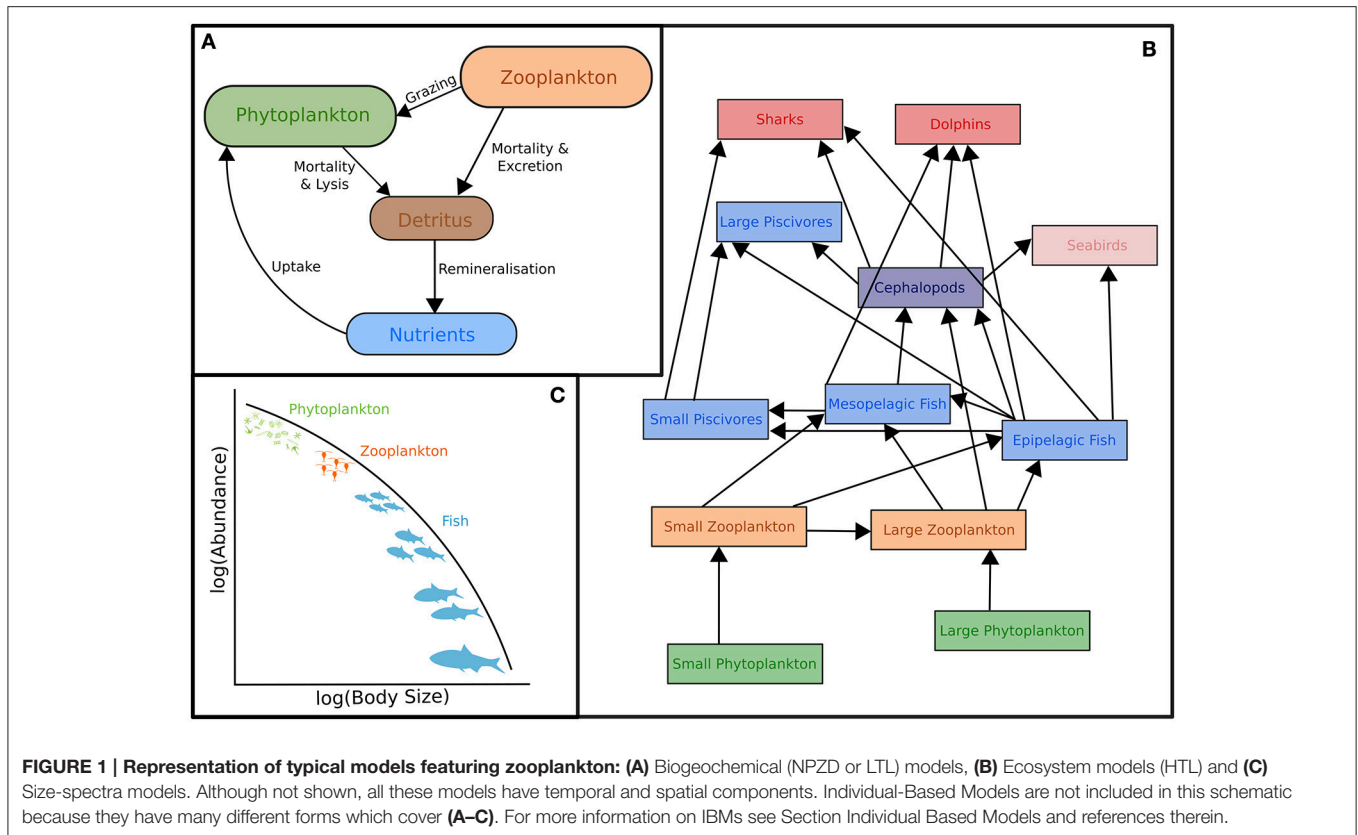 A
Zooplankton
Grazing
Phytoplankton
Mortality
& Lysis
Mortality &
Excretion
Detritus
Uptake
Remineralisation
Nutrients
B
Sharks
Dolphins
Large Piscivores
Seabirds
Cephalopods
Mesopelagic Fish
Small Piscivores
Epipelagic Fish
Small Zooplankton
Large Zooplankton
Large Phytoplankton
Small Phytoplankton
C
Phytoplankton
Zooplankton
Fish
log(Abundance)
log(Body Size)
FIGURE 1 | Representation of typical models featuring zooplankton: (A) Biogeochemical (NPZD or LTL) models, (B) Ecosystem models (HTL) and (C)
Size-spectra models. Although not shown, all these models have temporal and spatial components. Individual-Based Models are not included in this schematic
because they have many different forms which cover (A–C). For more information on IBMs see Section Individual Based Models and references therein.